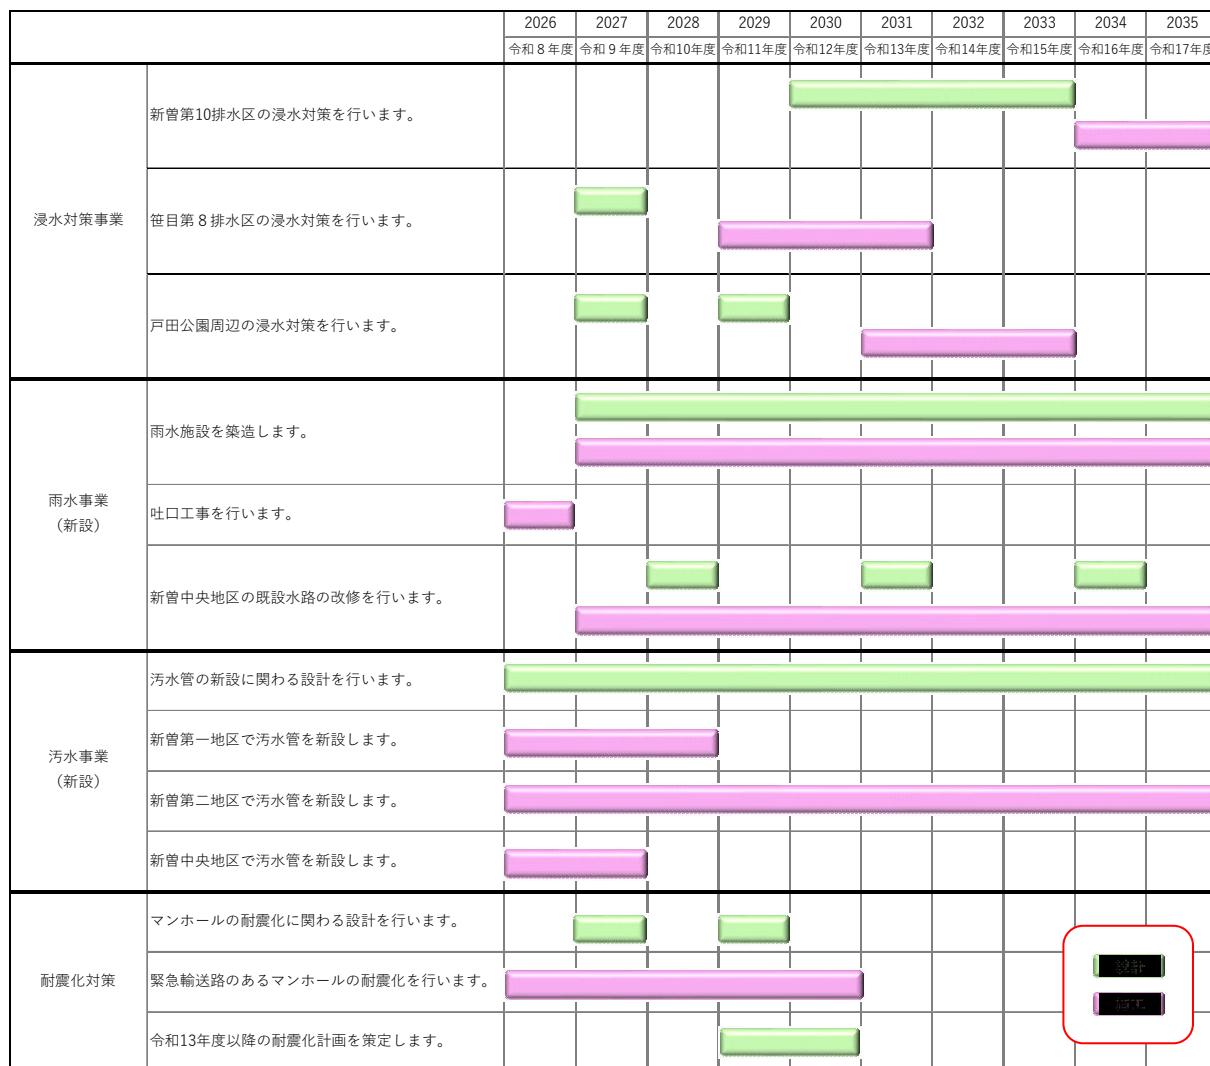 2026 2027 2028 2029 2030 2031 2032 2033 2034 2035
令和８年度 令和９年度 令和10年度 令和11年度 令和12年度 令和13年度 令和14年度 令和15年度 令和16年度 令和17年度
浸水対策事業
新曽第10排水区の浸水対策を行います。
笹目第８排水区の浸水対策を行います。
戸田公園周辺の浸水対策を行います。
雨水事業
（新設）
雨水施設を築造します。
吐口工事を行います。
新曽中央地区の既設水路の改修を行います。
汚水事業
（新設）
汚水管の新設に関わる設計を行います。
新曽第一地区で汚水管を新設します。
新曽第二地区で汚水管を新設します。
新曽中央地区で汚水管を新設します。
耐震化対策
マンホールの耐震化に関わる設計を行います。
緊急輸送路のあるマンホールの耐震化を行います。
令和13年度以降の耐震化計画を策定します。
設計